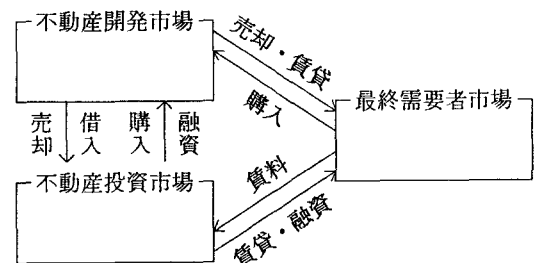 不動産開発市場
売却・賃貸
購入
最終需要者市場
売却
借入
購入
融資
賃料
不動産投資市場
賃貸・融資